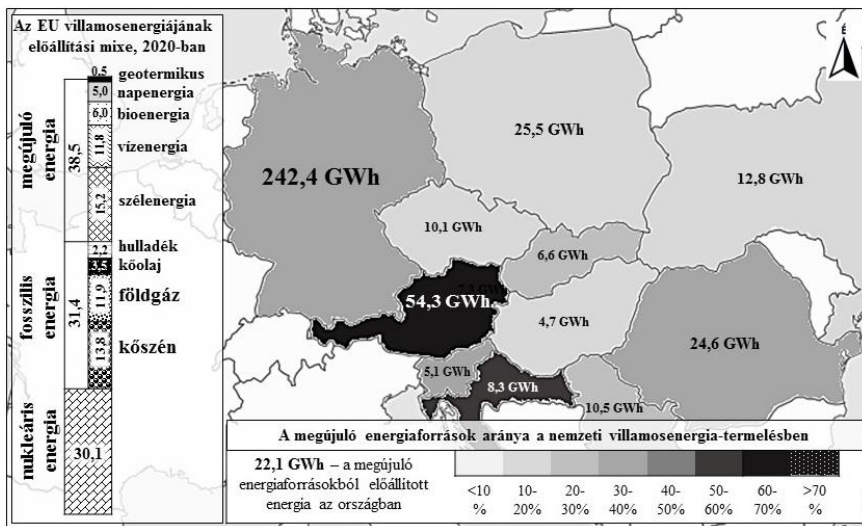 Az EU villamosenergiájának
előállítási mixe, 2020-ban
0,5 geotermikus
5,0 napenergia
6,0 bioenergia
11,8 vízenergia
15,2 szélenergia
megújuló
energia
38,5
2,2 hulladék
3,5 kőolaj
11,9 földgáz
13,8 kőszén
fosszilis
energia
31,4
nukleáris
energia
30,1
É
25,5 GWh
242,4 GWh
12,8 GWh
10,1 GWh
6,6 GWh
7,3 GWh
54,3 GWh
4,7 GWh
24,6 GWh
5,1 GWh
8,3 GWh
10,5 GWh
A megújuló energiaforrások aránya a nemzeti villamosenergia-termelésben
22,1 GWh – a megújuló
energiaforrásokból előállított
energia az országban
<10
%
10-
20%
20-
30%
30-
40%
40-
50%
50-
60%
60-
70%
>70
%